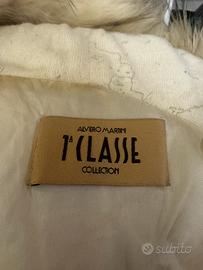 ALVIERO MARTINI
1ª CLASSE
COLLECTION
subito